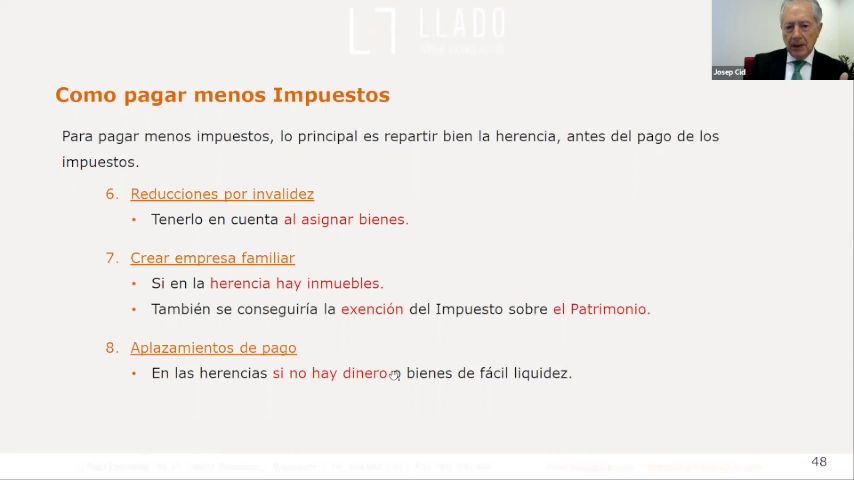 LLADO
Josep Cid
Como pagar menos Impuestos
Para pagar menos impuestos, lo principal es repartir bien la herencia, antes del pago de los
impuestos.
6. Reducciones por invalidez
• Tenerlo en cuenta al asignar bienes.
7. Crear empresa familiar
• Si en la herencia hay inmuebles.
• También se conseguiría la exención del Impuesto sobre el Patrimonio.
8. Aplazamientos de pago
• En las herencias si no hay dinero o bienes de fácil liquidez.
48